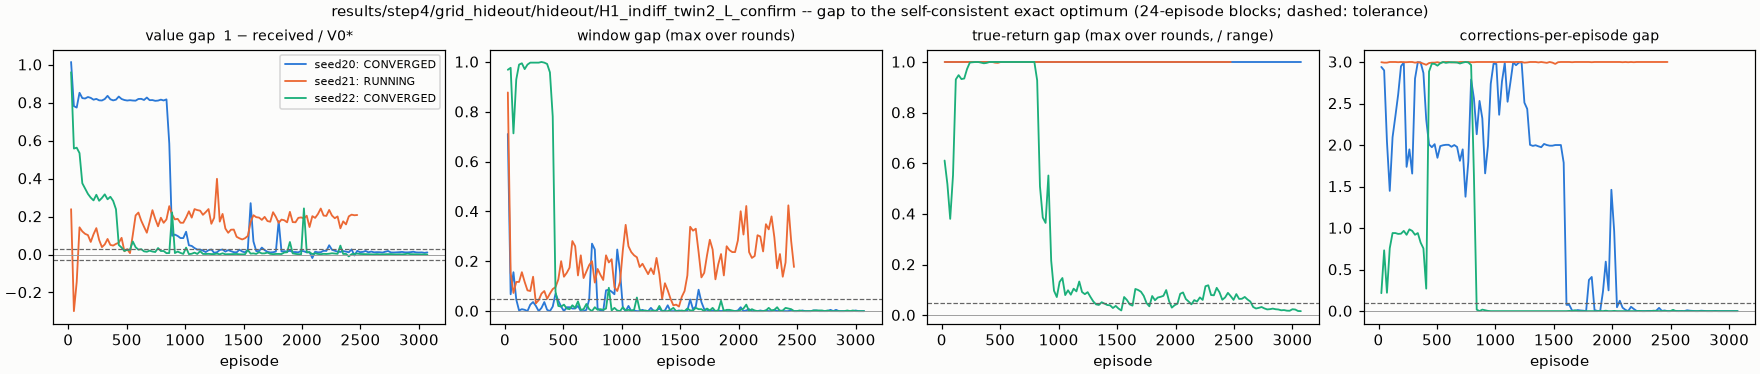 results/step4/grid_hideout/hideout/H1_indiff_twin2_L_confirm -- gap to the self-consistent exact optimum (24-episode blocks; dashed: tolerance)
value gap 1 − received / V0*
1.0
0.8
0.6
0.4
0.2
0.0
−0.2
seed20: CONVERGED
seed21: RUNNING
seed22: CONVERGED
0 500 1000 1500 2000 2500 3000
episode
window gap (max over rounds)
1.0
0.8
0.6
0.4
0.2
0.0
0 500 1000 1500 2000 2500 3000
episode
true-return gap (max over rounds, / range)
1.0
0.8
0.6
0.4
0.2
0.0
0 500 1000 1500 2000 2500 3000
episode
corrections-per-episode gap
3.0
2.5
2.0
1.5
1.0
0.5
0.0
0 500 1000 1500 2000 2500 3000
episode